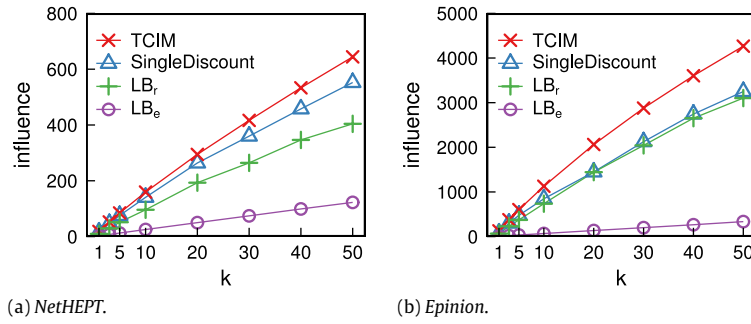 800
600
400
200
0
influence
TCIM
SingleDiscount
LBr
LBe
1 5 10 20 30 40 50
k
(a) NetHEPT.
5000
4000
3000
2000
1000
0
influence
TCIM
SingleDiscount
LBr
LBe
1 5 10 20 30 40 50
k
(b) Epinion.